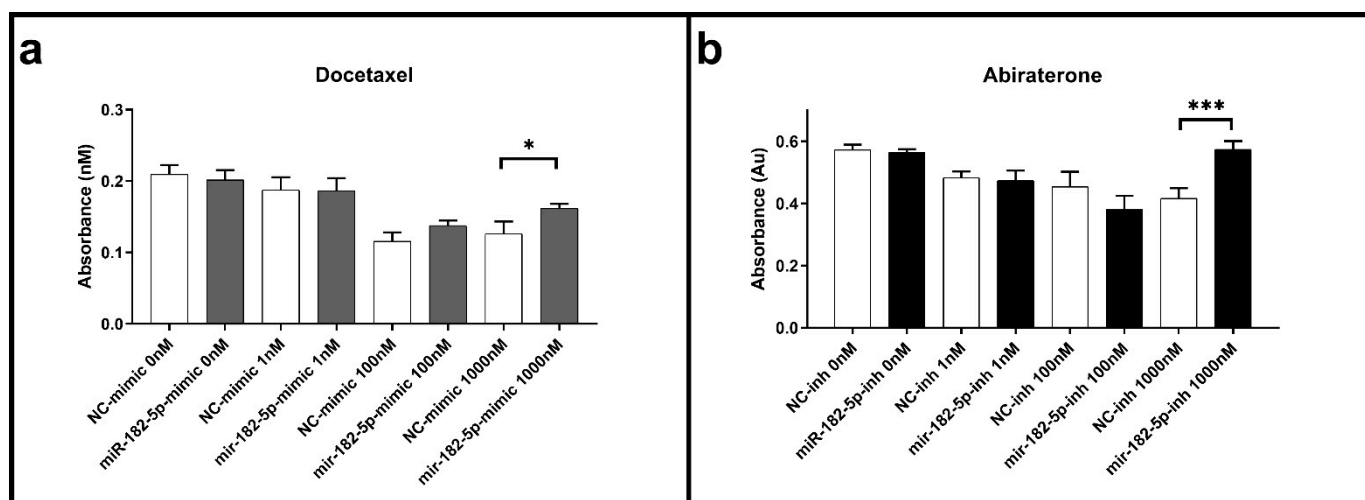 a
Docetaxel
Absorbance (nM)
0.3
0.2
0.1
0.0
*
NC-mimic 0nM
miR-182-5p-mimic 0nM
NC-mimic 1nM
mir-182-5p-mimic 1nM
NC-mimic 100nM
mir-182-5p-mimic 100nM
NC-mimic 1000nM
mir-182-5p-mimic 1000nM
b
Abiraterone
Absorbance (Au)
0.6
0.4
0.2
0.0
***
NC-inh 0nM
miR-182-5p-inh 0nM
NC-inh 1nM
mir-182-5p-inh 1nM
NC-inh 100nM
mir-182-5p-inh 100nM
NC-inh 1000nM
mir-182-5p-inh 1000nM